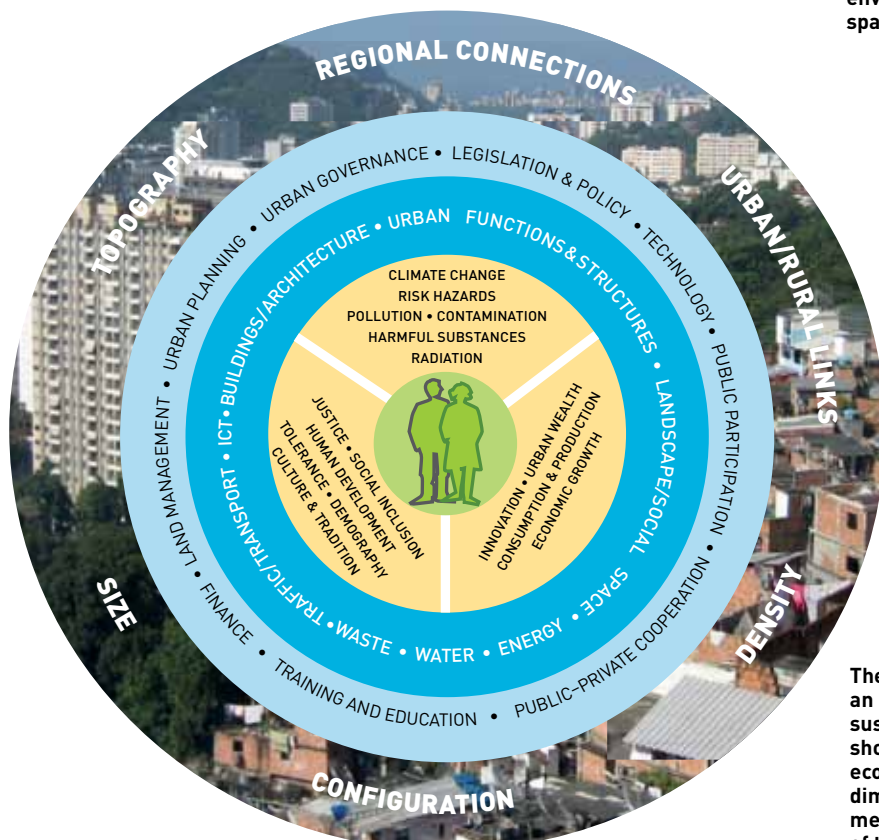 env
spa
REGIONAL CONNECTIONS
TOPOGRAPHY
URBAN/RURAL LINKS
SIZE
DENSITY
CONFIGURATION
LAND MANAGEMENT • URBAN PLANNING • URBAN GOVERNANCE • LEGISLATION & POLICY • TECHNOLOGY • PUBLIC PARTICIPATION •
PUBLIC–PRIVATE COOPERATION • TRAINING AND EDUCATION • FINANCE •
TRAFFIC/TRANSPORT • ICT • BUILDINGS/ARCHITECTURE • URBAN FUNCTIONS & STRUCTURES • LANDSCAPE/SOCIAL SPACE •
ENERGY • WATER • WASTE •
CLIMATE CHANGE
RISK HAZARDS
POLLUTION • CONTAMINATION
HARMFUL SUBSTANCES
RADIATION
JUSTICE • SOCIAL INCLUSION
HUMAN DEVELOPMENT
TOLERANCE • DEMOGRAPHY
CULTURE & TRADITION
INNOVATION • URBAN WEALTH
CONSUMPTION & PRODUCTION
ECONOMIC GROWTH
The
an
sus
sho
eco
dim
me